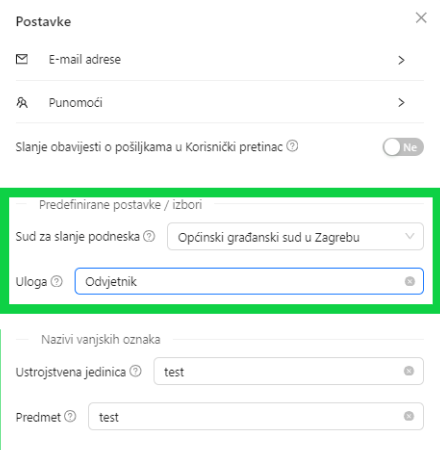 Postavke
E-mail adrese
Punomoći
Slanje obavijesti o pošiljkama u Korisnički pretinac
Ne
Predefinirane postavke / izbori
Sud za slanje podneska
Općinski građanski sud u Zagrebu
Uloga
Odvjetnik
Nazivi vanjskih oznaka
Ustrojstvena jedinica
test
Predmet
test